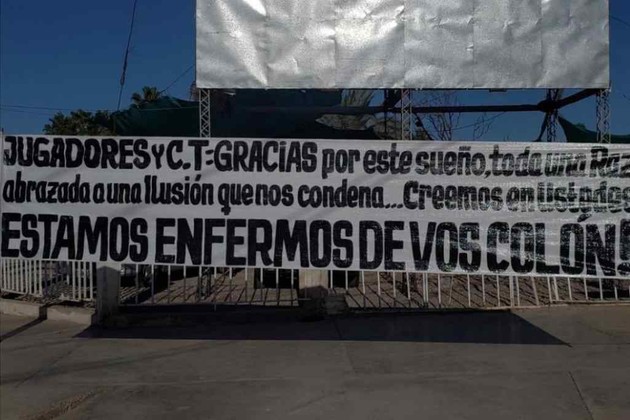 JUGADORES Y C.T=GRACIAS por este sueño, toda una Raz
abrazada a una Ilusión que nos condena... Creemos en Ustedes
ESTAMOS ENFERMOS DE VOS COLÓN!